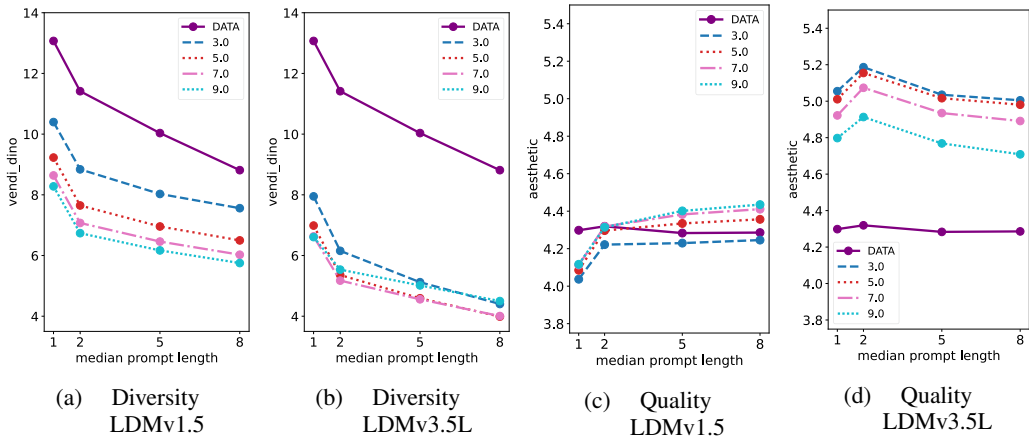 14
12
10
8
6
4
vendi_dino
DATA
3.0
5.0
7.0
9.0
1 2 5 8
median prompt length
(a) Diversity
LDMv1.5
14
12
10
8
6
4
vendi_dino
DATA
3.0
5.0
7.0
9.0
1 2 5 8
median prompt length
(b) Diversity
LDMv3.5L
5.4
5.2
5.0
4.8
4.6
4.4
4.2
4.0
3.8
aesthetic
DATA
3.0
5.0
7.0
9.0
1 2 5 8
median prompt length
(c) Quality
LDMv1.5
5.4
5.2
5.0
4.8
4.6
4.4
4.2
4.0
3.8
aesthetic
DATA
3.0
5.0
7.0
9.0
1 2 5 8
median prompt length
(d) Quality
LDMv3.5L